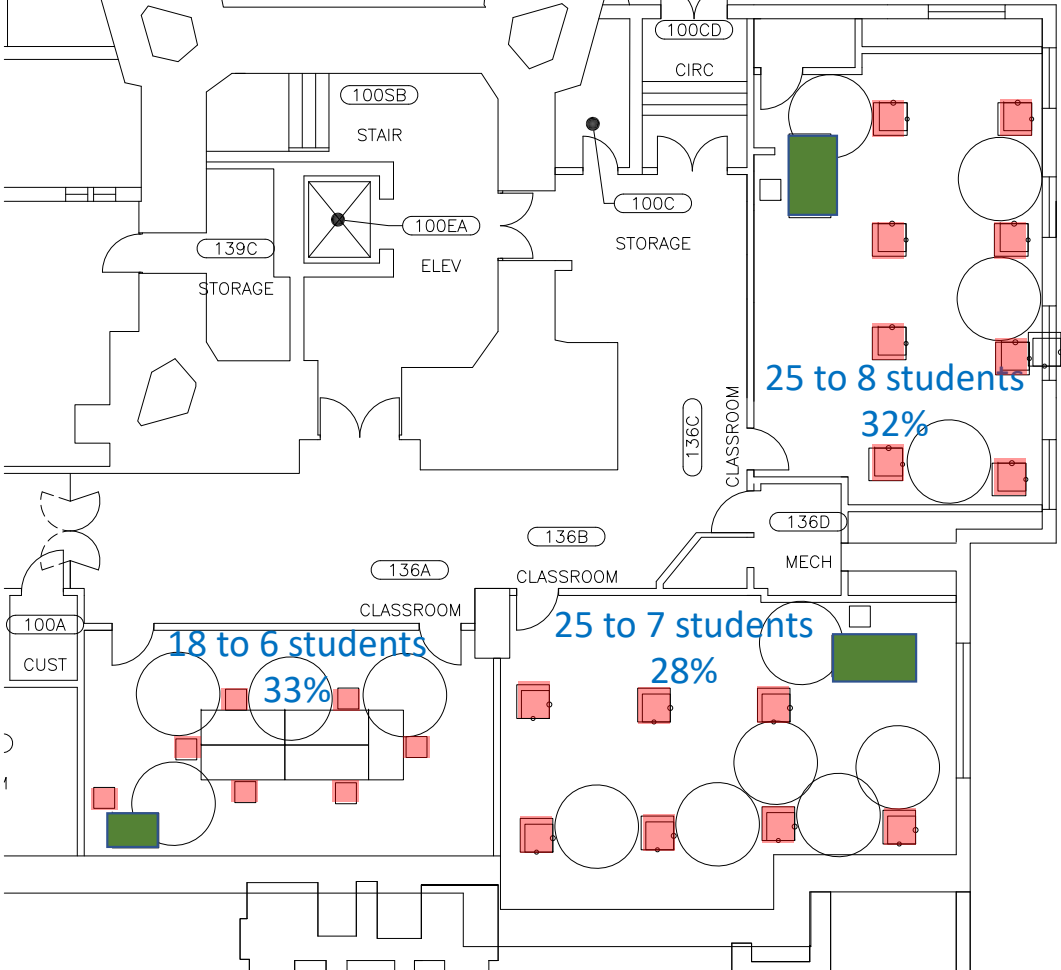 100CD
CIRC
100SB
STAIR
100C
STORAGE
100EA
ELEV
139C
STORAGE
25 to 8 students
32%
136C
CLASSROOM
136D
MECH
136B
CLASSROOM
136A
CLASSROOM
100A
CUST
18 to 6 students
33%
25 to 7 students
28%